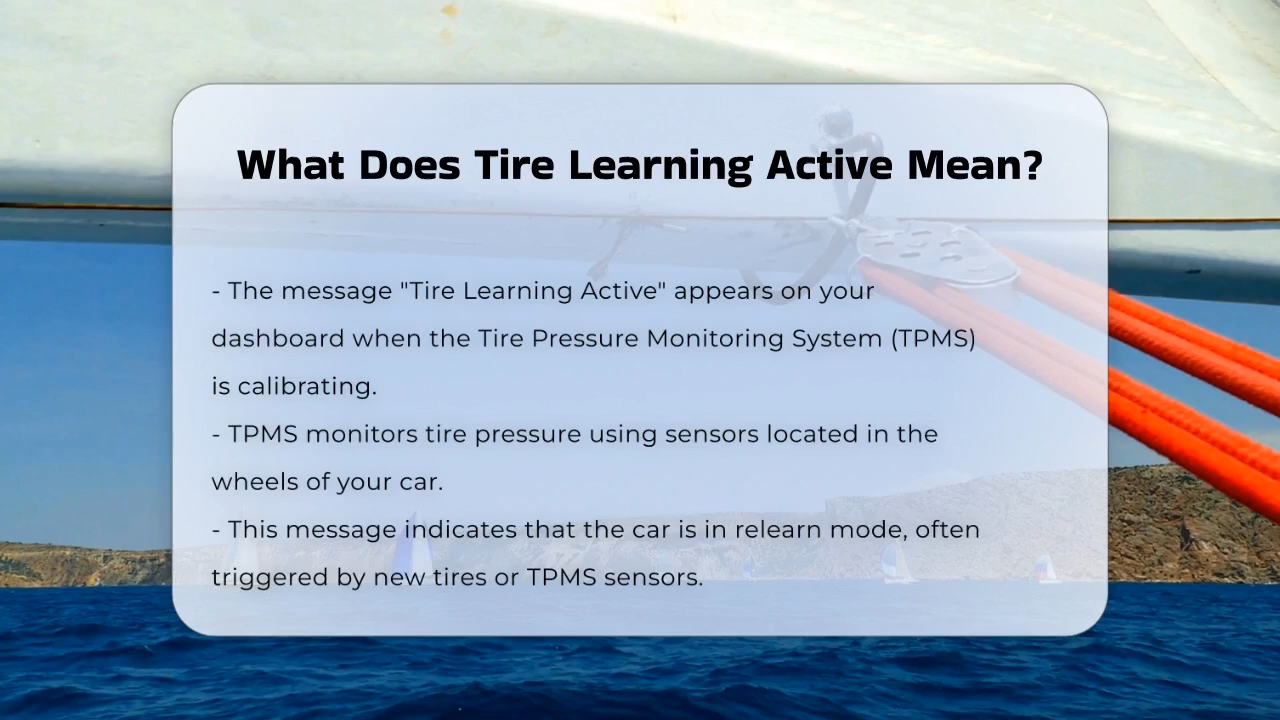 What Does Tire Learning Active Mean?
- The message "Tire Learning Active" appears on your
dashboard when the Tire Pressure Monitoring System (TPMS)
is calibrating.
- TPMS monitors tire pressure using sensors located in the
wheels of your car.
- This message indicates that the car is in relearn mode, often
triggered by new tires or TPMS sensors.